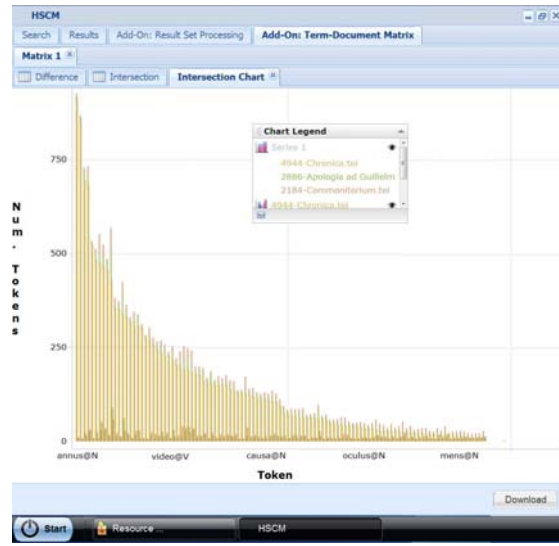 HSCM
Search Results Add-On: Result Set Processing Add-On: Term-Document Matrix
Matrix 1
Difference Intersection Intersection Chart
Chart Legend
Series 1
4944-Chronica.tei
2886-Apologia ad Guillelm
2184-Commonitorium.tei
4944-Chronica.tei
750
500
250
0
Num. Tokens
annus@N video@V causa@N oculus@N mens@N
Token
Download
Start Resource ... HSCM